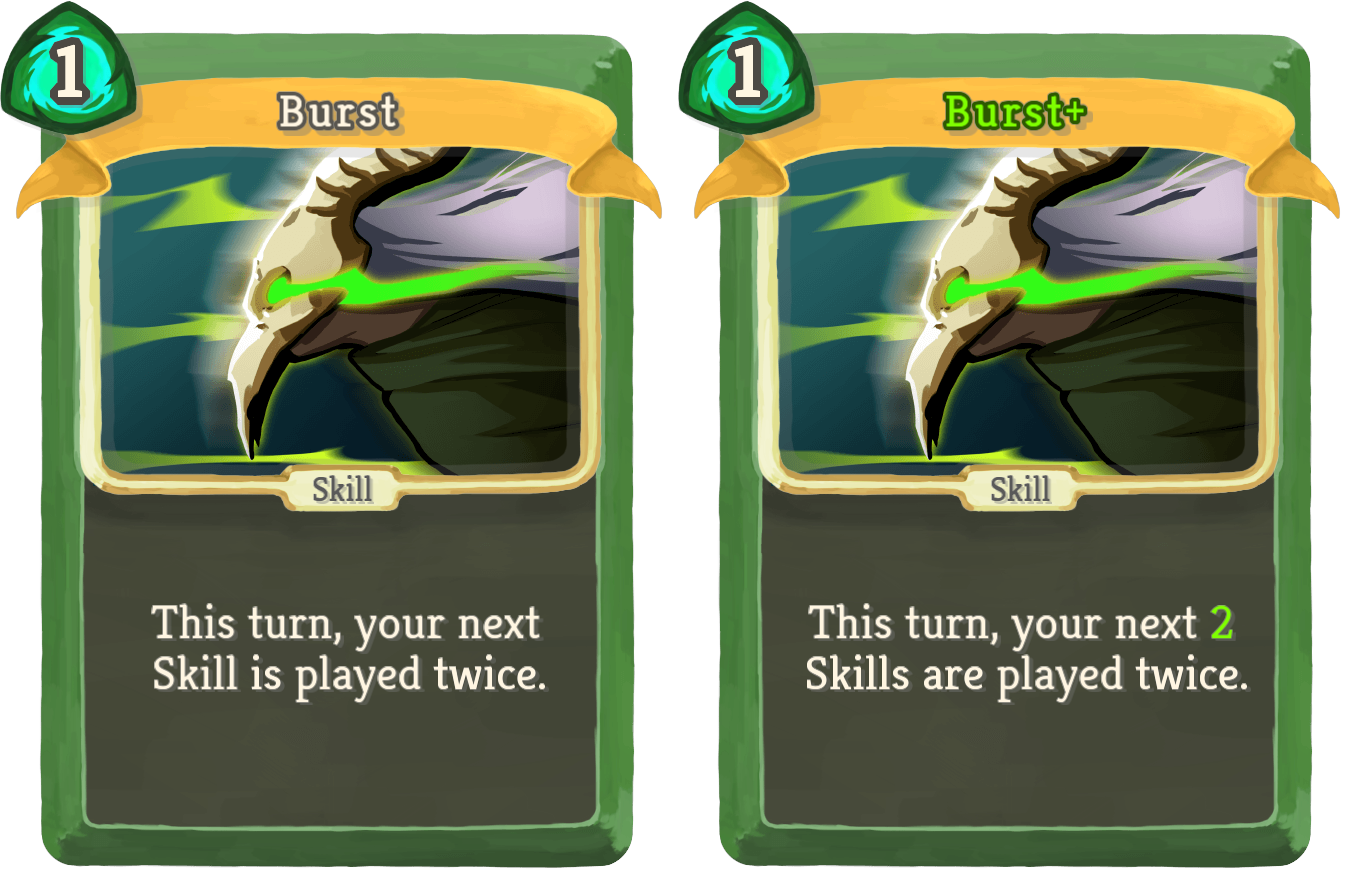 1
Burst
Skill
This turn, your next
Skill is played twice.
1
Burst+
Skill
This turn, your next 2
Skills are played twice.